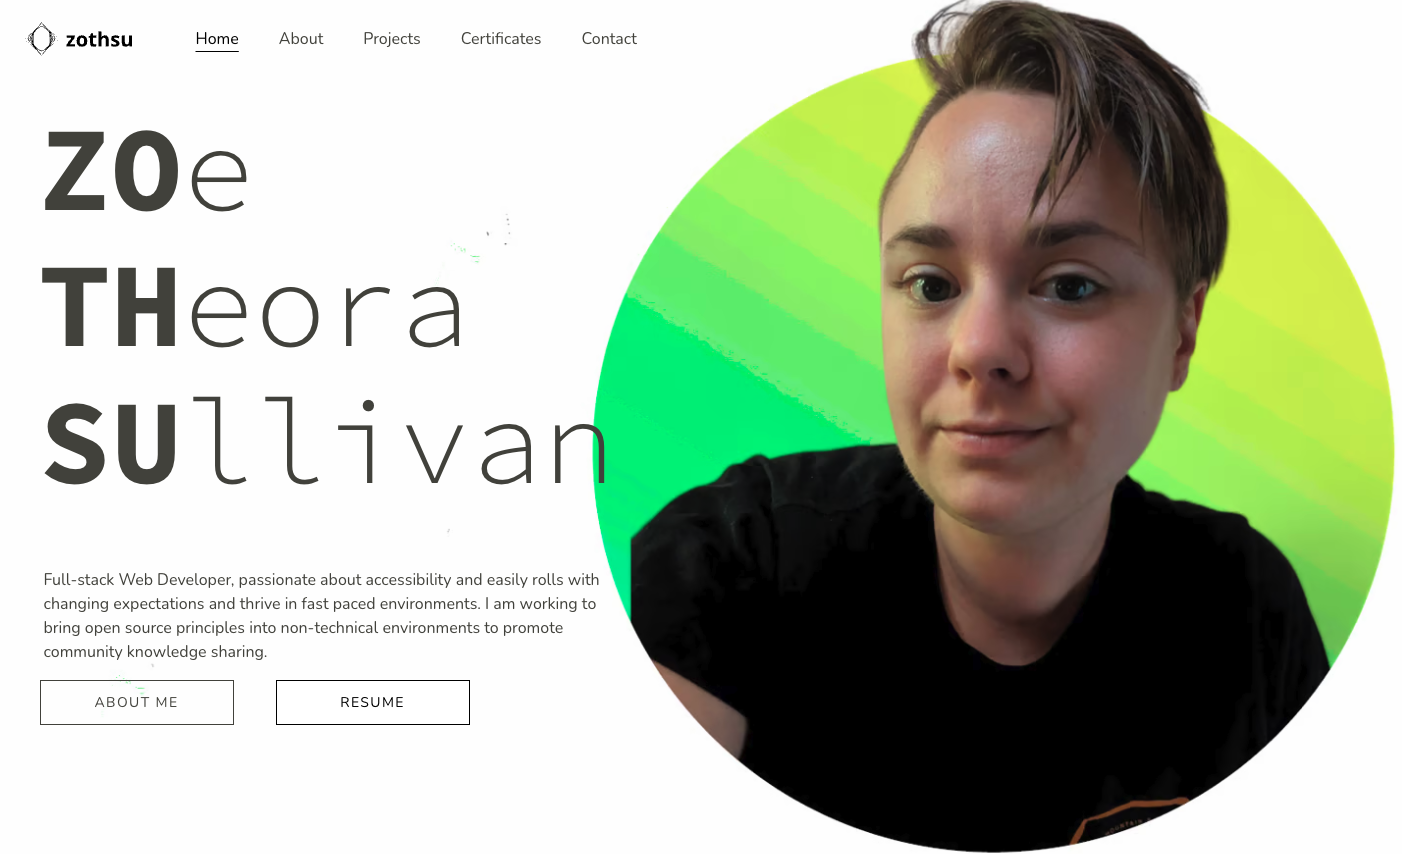 zothsu
Home About Projects Certificates Contact
ZOe
THeora
SUllivan
Full-stack Web Developer, passionate about accessibility and easily rolls with
changing expectations and thrive in fast paced environments. I am working to
bring open source principles into non-technical environments to promote
community knowledge sharing.
ABOUT ME
RESUME